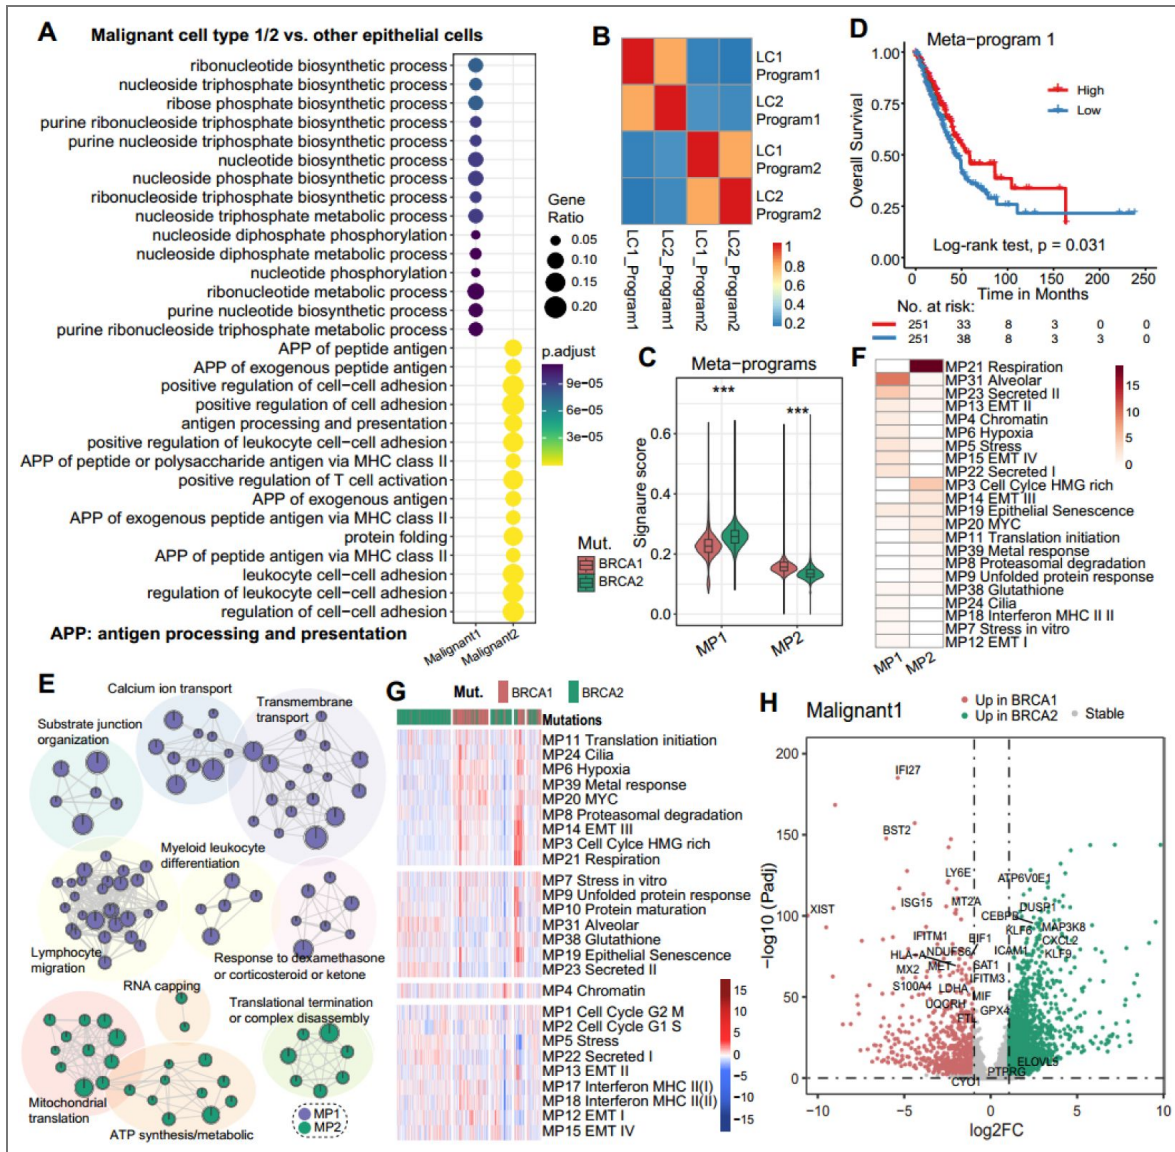 A
Malignant cell type 1/2 vs. other epithelial cells
ribonucleotide biosynthetic process
nucleoside triphosphate biosynthetic process
ribose phosphate biosynthetic process
purine ribonucleoside triphosphate biosynthetic process
purine nucleoside triphosphate biosynthetic process
nucleotide biosynthetic process
nucleoside phosphate biosynthetic process
ribonucleotide biosynthetic process
nucleoside triphosphate metabolic process
nucleoside diphosphate phosphorylation
nucleoside diphosphate metabolic process
nucleotide phosphorylation
ribonucleotide metabolic process
purine nucleotide biosynthetic process
purine ribonucleoside triphosphate metabolic process
APP of peptide antigen
APP of exogenous peptide antigen
positive regulation of cell-cell adhesion
positive regulation of cell adhesion
antigen processing and presentation
positive regulation of leukocyte cell-cell adhesion
APP of peptide or polysaccharide antigen via MHC class II
positive regulation of T cell activation
APP of exogenous antigen
APP of exogenous peptide antigen via MHC class II
protein folding
APP of peptide antigen via MHC class II
leukocyte cell-cell adhesion
regulation of leukocyte cell-cell adhesion
regulation of cell-cell adhesion
APP: antigen processing and presentation
Malignant1
Malignant2
Gene
Ratio
0.05
0.10
0.15
0.20
p.adjust
9e-05
6e-05
3e-05
B
LC1
Program1
LC2
Program1
LC1
Program2
LC2
Program2
LC1_Program1
LC2_Program1
LC1_Program2
LC2_Program2
1
0.8
0.6
0.4
0.2
C
Meta-programs
***
***
Signaure score
0.6
0.4
0.2
0.0
MP1
MP2
Mut.
BRCA1
BRCA2
D
Meta-program 1
High
Low
Overall Survival
1.00
0.75
0.50
0.25
0.00
Log-rank test, p = 0.031
0 50 100 150 200 250
Time in Months
No. at risk:
251 33 8 3 0 0
251 38 8 3 3 0
F
MP21 Respiration
MP31 Alveolar
MP23 Secreted II
MP13 EMT II
MP4 Chromatin
MP6 Hypoxia
MP5 Stress
MP15 EMT IV
MP22 Secreted I
MP3 Cell Cylce HMG rich
MP14 EMT III
MP19 Epithelial Senescence
MP20 MYC
MP11 Translation initiation
MP39 Metal response
MP8 Proteasomal degradation
MP9 Unfolded protein response
MP38 Glutathione
MP24 Cilia
MP18 Interferon MHC II II
MP7 Stress in vitro
MP12 EMT I
MP1
MP2
15
10
5
0
E
Calcium ion transport
Transmembrane
transport
Substrate junction
organization
Myeloid leukocyte
differentiation
Lymphocyte
migration
Response to dexamethasone
or corticosteroid or ketone
RNA capping
Translational termination
or complex disassembly
Mitochondrial
translation
ATP synthesis/metabolic
MP1
MP2
G
Mut.
BRCA1
BRCA2
Mutations
MP11 Translation initiation
MP24 Cilia
MP6 Hypoxia
MP39 Metal response
MP20 MYC
MP8 Proteasomal degradation
MP14 EMT III
MP3 Cell Cylce HMG rich
MP21 Respiration
MP7 Stress in vitro
MP9 Unfolded protein response
MP10 Protein maturation
MP31 Alveolar
MP38 Glutathione
MP19 Epithelial Senescence
MP23 Secreted II
MP4 Chromatin
MP1 Cell Cycle G2 M
MP2 Cell Cycle G1 S
MP5 Stress
MP22 Secreted I
MP13 EMT II
MP17 Interferon MHC II(I)
MP18 Interferon MHC II(II)
MP12 EMT I
MP15 EMT IV
15
10
5
0
-5
-10
-15
H
Malignant1
Up in BRCA1
Up in BRCA2
Stable
-log10 (Padj)
200
150
100
50
0
IFI27
BST2
LY6E
ATP6V0E1
XIST
ISG15
MT2A
DUSP1
CEBPB
KLF6
MAP3K8
IFITM1
EIF1
CXCL2
HLA-A
NDUFS6
ICAM1
KLF9
MX2
MET
SAT1
IFITM3
S100A4
LDHA
MIF
UQCRH
GPX4
FTL
ELOVL5
PTPRG
CYC1
-10 -5 0 5 10
log2FC